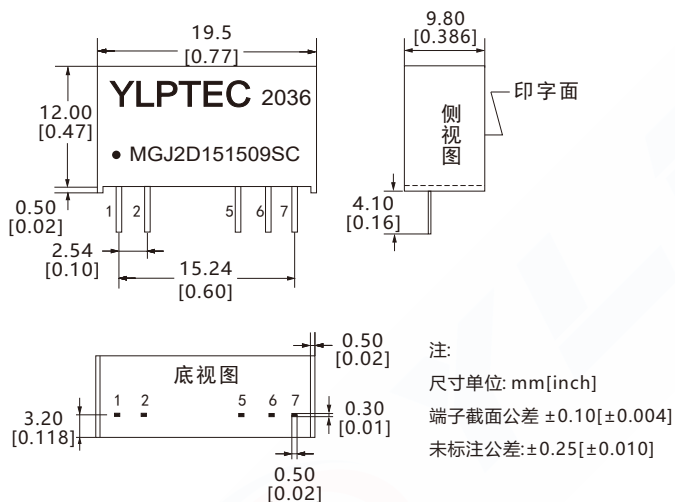 19.5
[0.77]
9.80
[0.386]
12.00
[0.47]
YLPTEC 2036
● MGJ2D151509SC
侧视图
印字面
0.50
[0.02]
1 2 5 6 7
4.10
[0.16]
2.54
[0.10]
15.24
[0.60]
0.50
[0.02]
底视图
1 2 5 6 7
3.20
[0.118]
0.30
[0.01]
0.50
[0.02]
注:
尺寸单位: mm[inch]
端子截面公差 ±0.10[±0.004]
未标注公差:±0.25[±0.010]